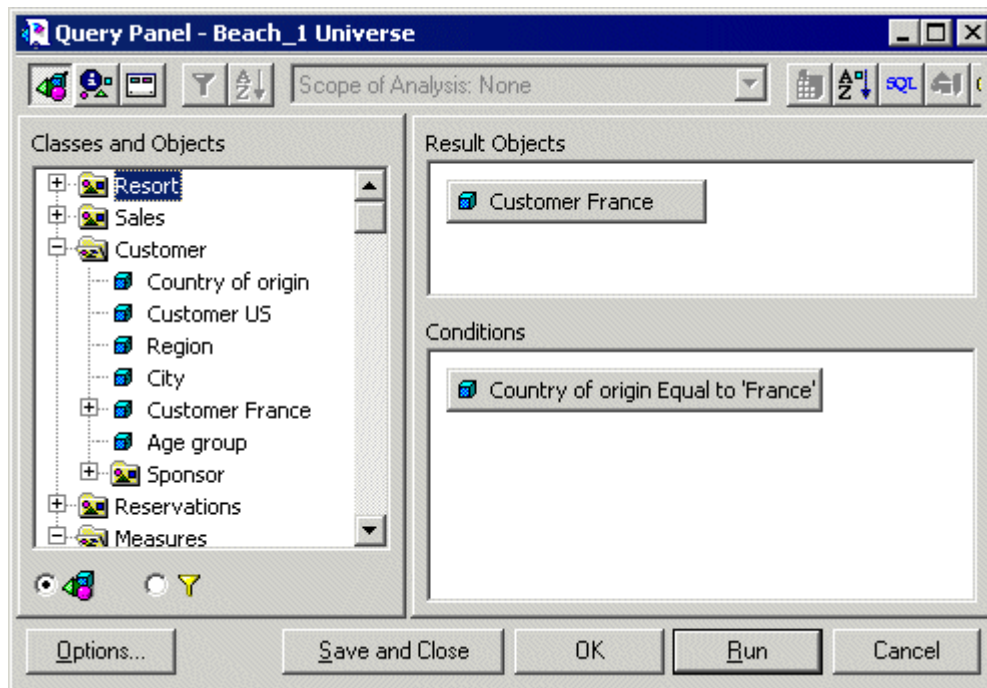 Query Panel - Beach_1 Universe
Scope of Analysis: None
SQL
Classes and Objects
Resort
Sales
Customer
Country of origin
Customer US
Region
City
Customer France
Age group
Sponsor
Reservations
Measures
Result Objects
Customer France
Conditions
Country of origin Equal to 'France'
Options...
Save and Close
OK
Run
Cancel